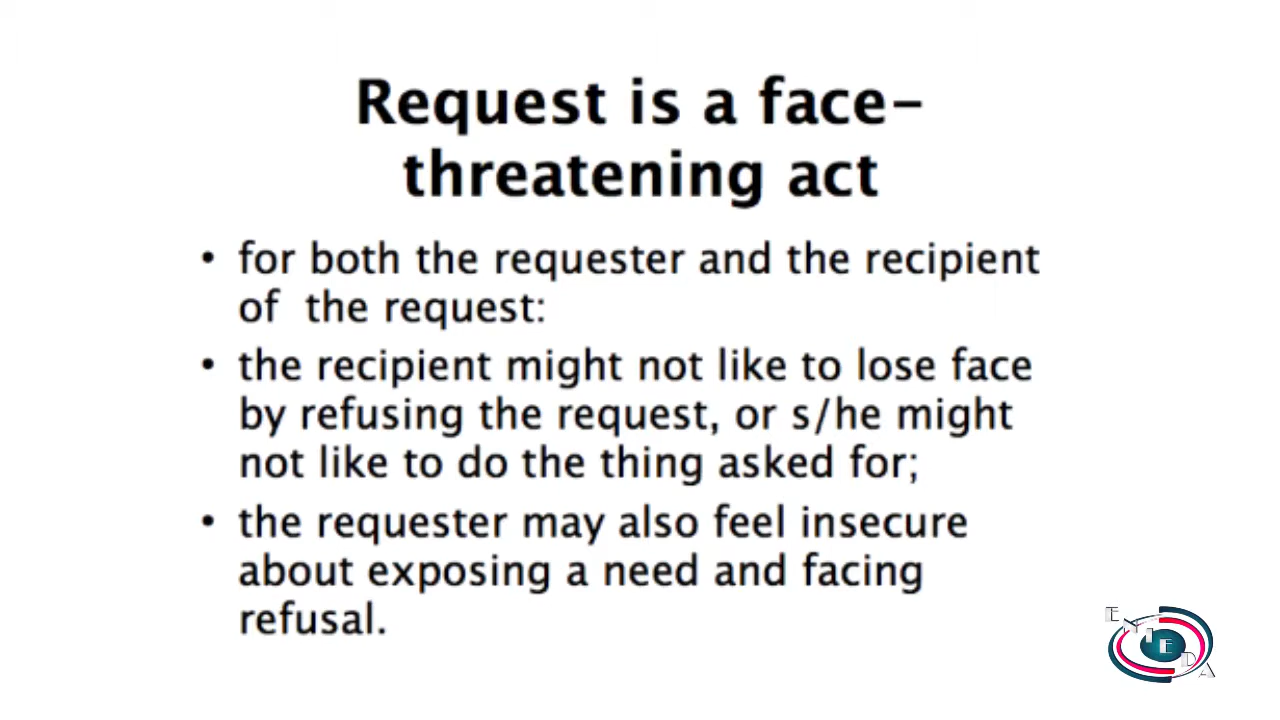 Request is a face-
threatening act
• for both the requester and the recipient
of  the request:
• the recipient might not like to lose face
by refusing the request, or s/he might
not like to do the thing asked for;
• the requester may also feel insecure
about exposing a need and facing
refusal.